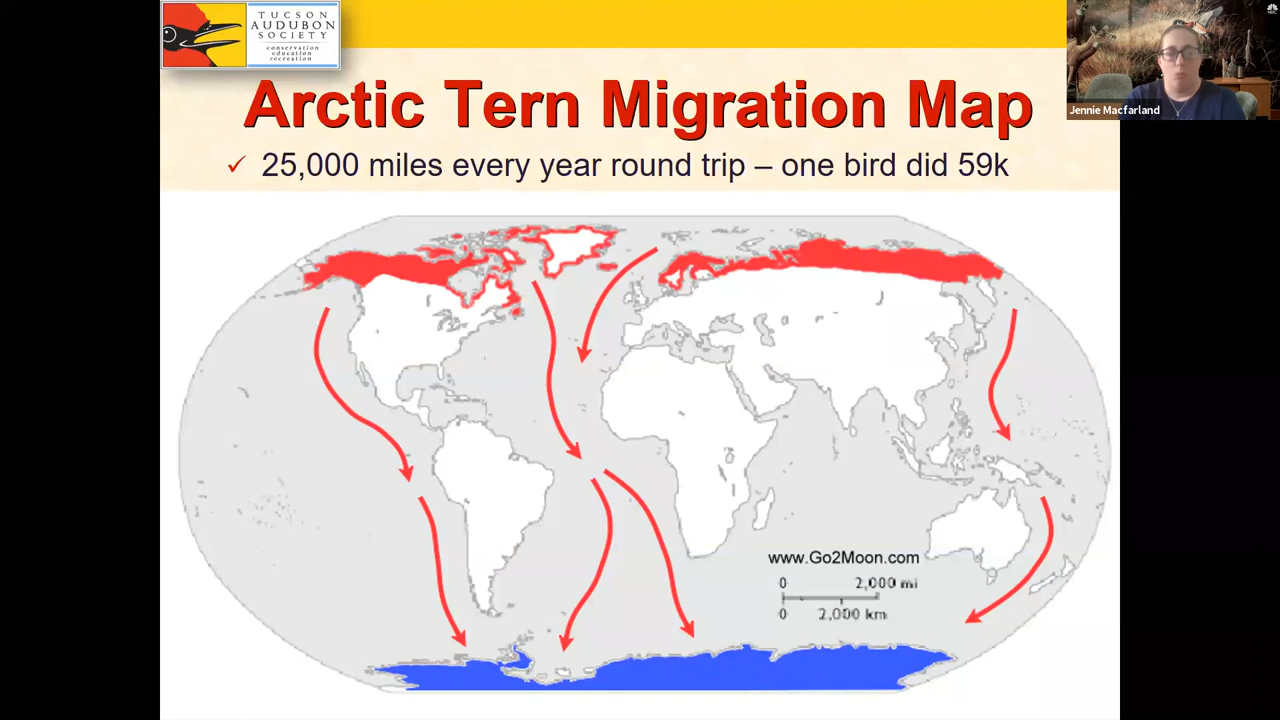 TUCSON
AUDUBON
SOCIETY
conservation
education
recreation
Arctic Tern Migration Map
✓ 25,000 miles every year round trip – one bird did 59k
Jennie Macfarland
www.Go2Moon.com
0 2,000 mi
0 2,000 km